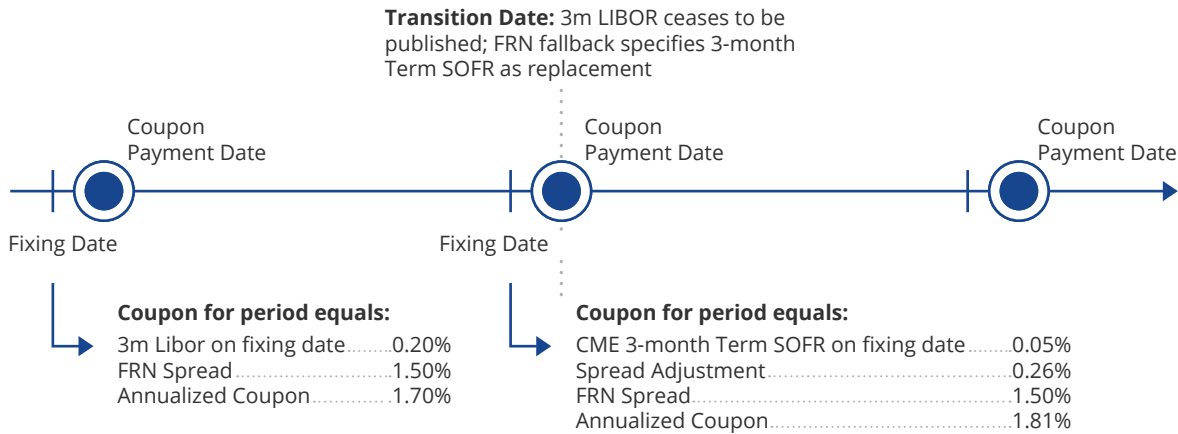 Transition Date: 3m LIBOR ceases to be
published; FRN fallback specifies 3-month
Term SOFR as replacement
Coupon
Payment Date
Coupon
Payment Date
Coupon
Payment Date
Fixing Date
Fixing Date
Coupon for period equals:
3m Libor on fixing date........0.20%
FRN Spread........1.50%
Annualized Coupon........1.70%
Coupon for period equals:
CME 3-month Term SOFR on fixing date........0.05%
Spread Adjustment........0.26%
FRN Spread........1.50%
Annualized Coupon........1.81%